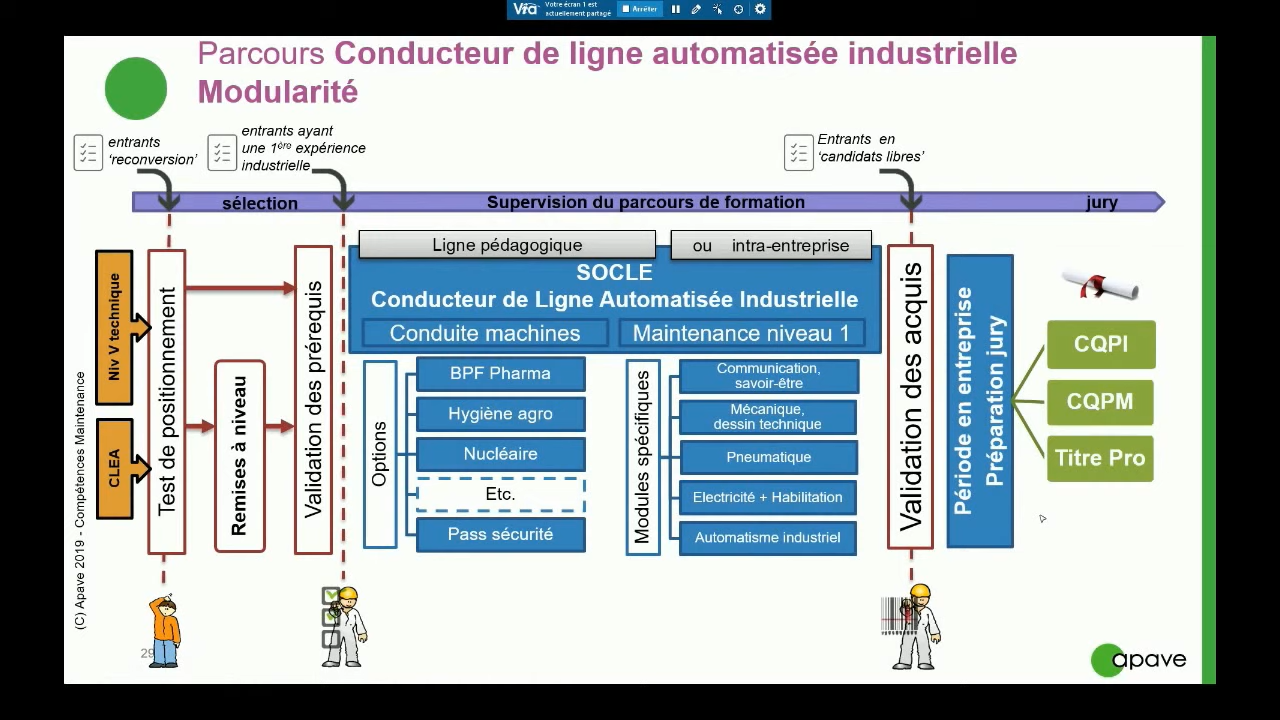 Votre écran 1 est
actuellement partagé
Arrêter
Parcours Conducteur de ligne automatisée industrielle
Modularité
entrants
‘reconversion’
entrants ayant
une 1ère expérience
industrielle
Entrants en
‘candidats libres’
sélection
Supervision du parcours de formation
jury
Niv V technique
CLEA
Test de positionnement
Remises à niveau
Validation des prérequis
Ligne pédagogique
ou intra-entreprise
SOCLE
Conducteur de Ligne Automatisée Industrielle
Conduite machines
Maintenance niveau 1
Options
BPF Pharma
Hygiène agro
Nucléaire
Etc.
Pass sécurité
Modules spécifiques
Communication,
savoir-être
Mécanique,
dessin technique
Pneumatique
Electricité + Habilitation
Automatisme industriel
Validation des acquis
Période en entreprise
Préparation jury
CQPI
CQPM
Titre Pro
(C) Apave 2019 - Compétences Maintenance
29
apave